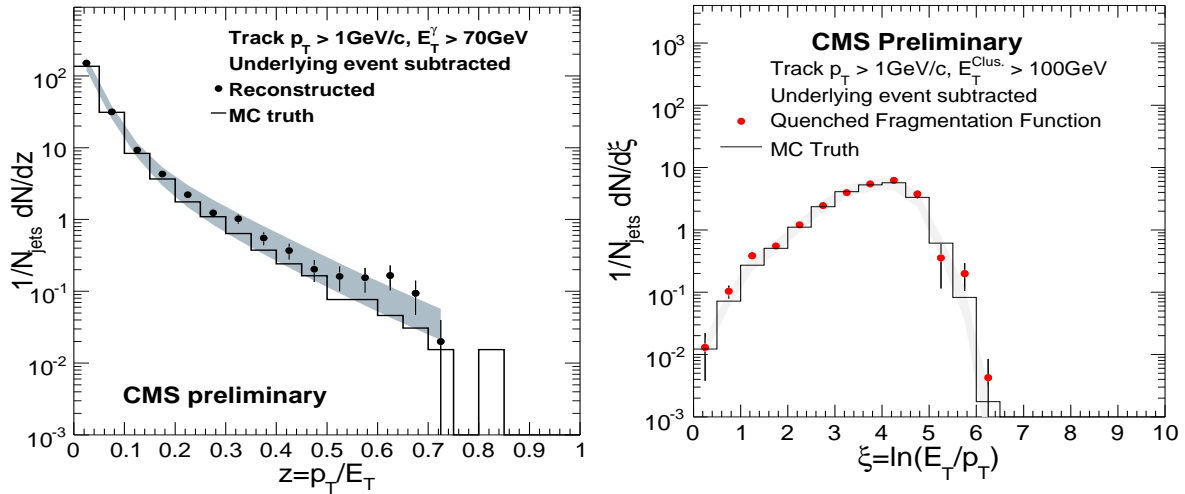 Track p_T > 1GeV/c, E_T^γ > 70GeV
Underlying event subtracted
Reconstructed
MC truth
CMS preliminary
1/N_jets dN/dz
10^2
10
1
10^-1
10^-2
10^-3
0 0.1 0.2 0.3 0.4 0.5 0.6 0.7 0.8 0.9 1
z=p_T/E_T
CMS Preliminary
Track p_T > 1GeV/c, E_T^Clus. > 100GeV
Underlying event subtracted
Quenched Fragmentation Function
MC Truth
1/N_jets dN/dξ
10^3
10^2
10
1
10^-1
10^-2
10^-3
0 1 2 3 4 5 6 7 8 9 10
ξ=ln(E_T/p_T)